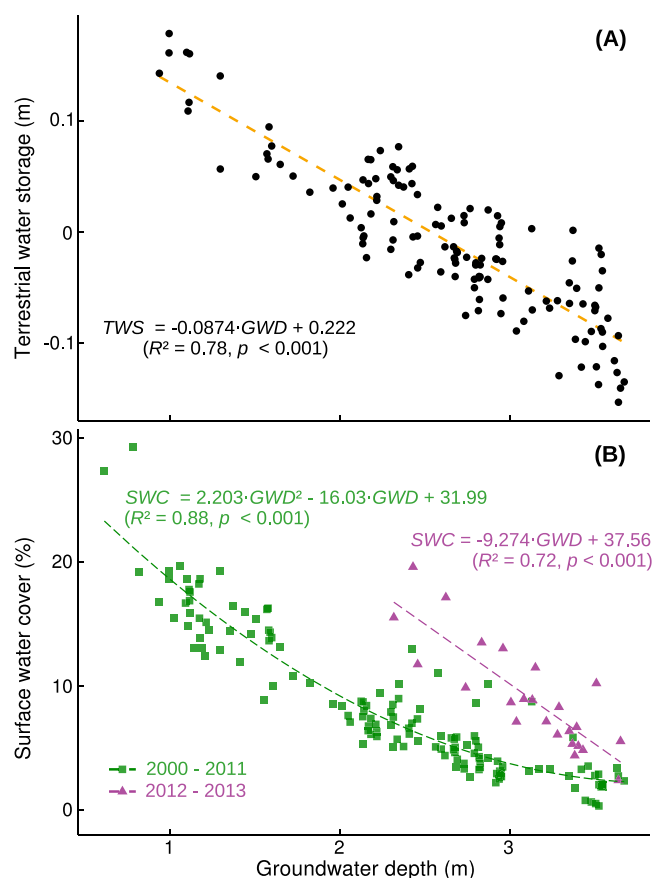 (A)
Terrestrial water storage (m)
0.1
0
-0.1
TWS = -0.0874·GWD + 0.222
(R² = 0.78, p < 0.001)
1
2
3
(B)
Surface water cover (%)
30
20
10
0
SWC = 2.203·GWD² - 16.03·GWD + 31.99
(R² = 0.88, p < 0.001)
SWC = -9.274·GWD + 37.56
(R² = 0.72, p < 0.001)
2000 - 2011
2012 - 2013
1
2
3
Groundwater depth (m)